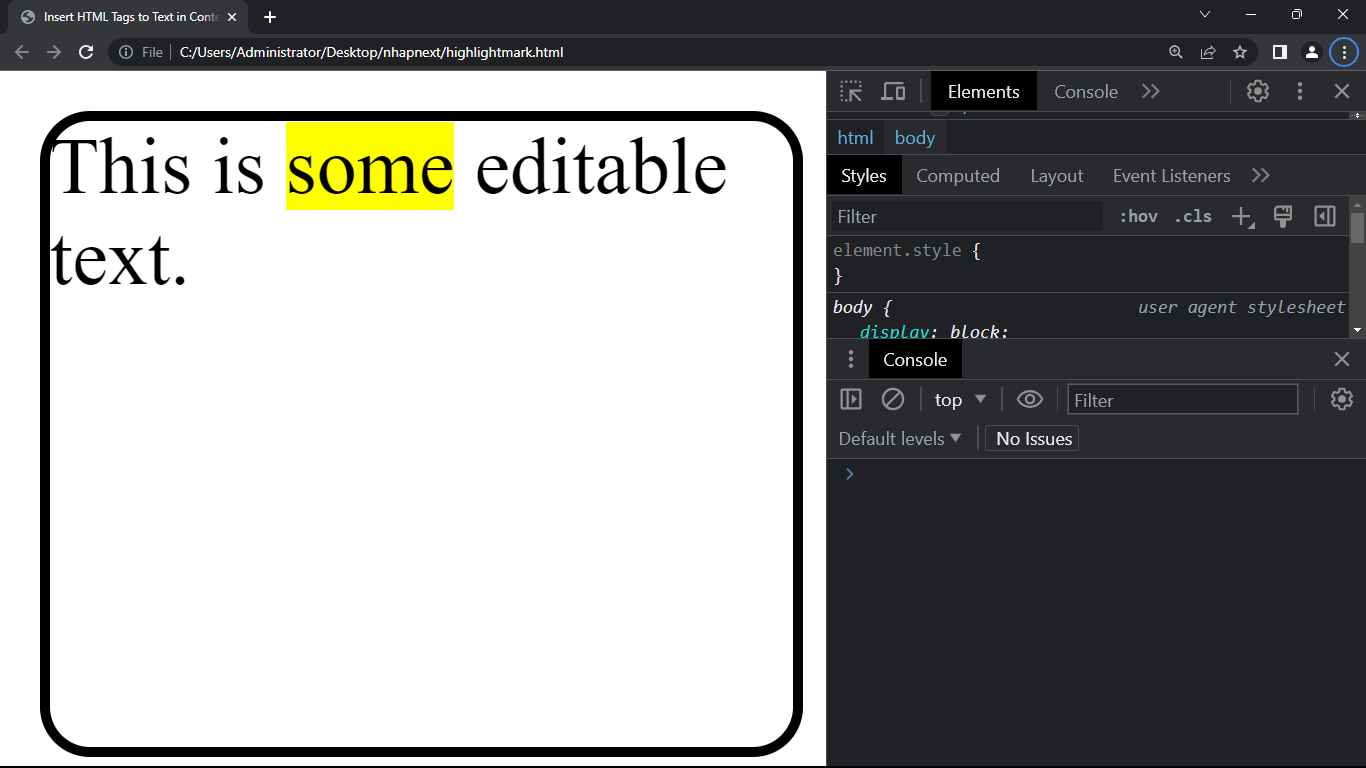 Insert HTML Tags to Text in Conte
File
C:/Users/Administrator/Desktop/nhapnext/highlightmark.html
This is some editable
text.
Elements
Console
html
body
Styles
Computed
Layout
Event Listeners
Filter
:hov
.cls
element.style {
}
body {
user agent stylesheet
display: block;
Console
top
Filter
Default levels
No Issues